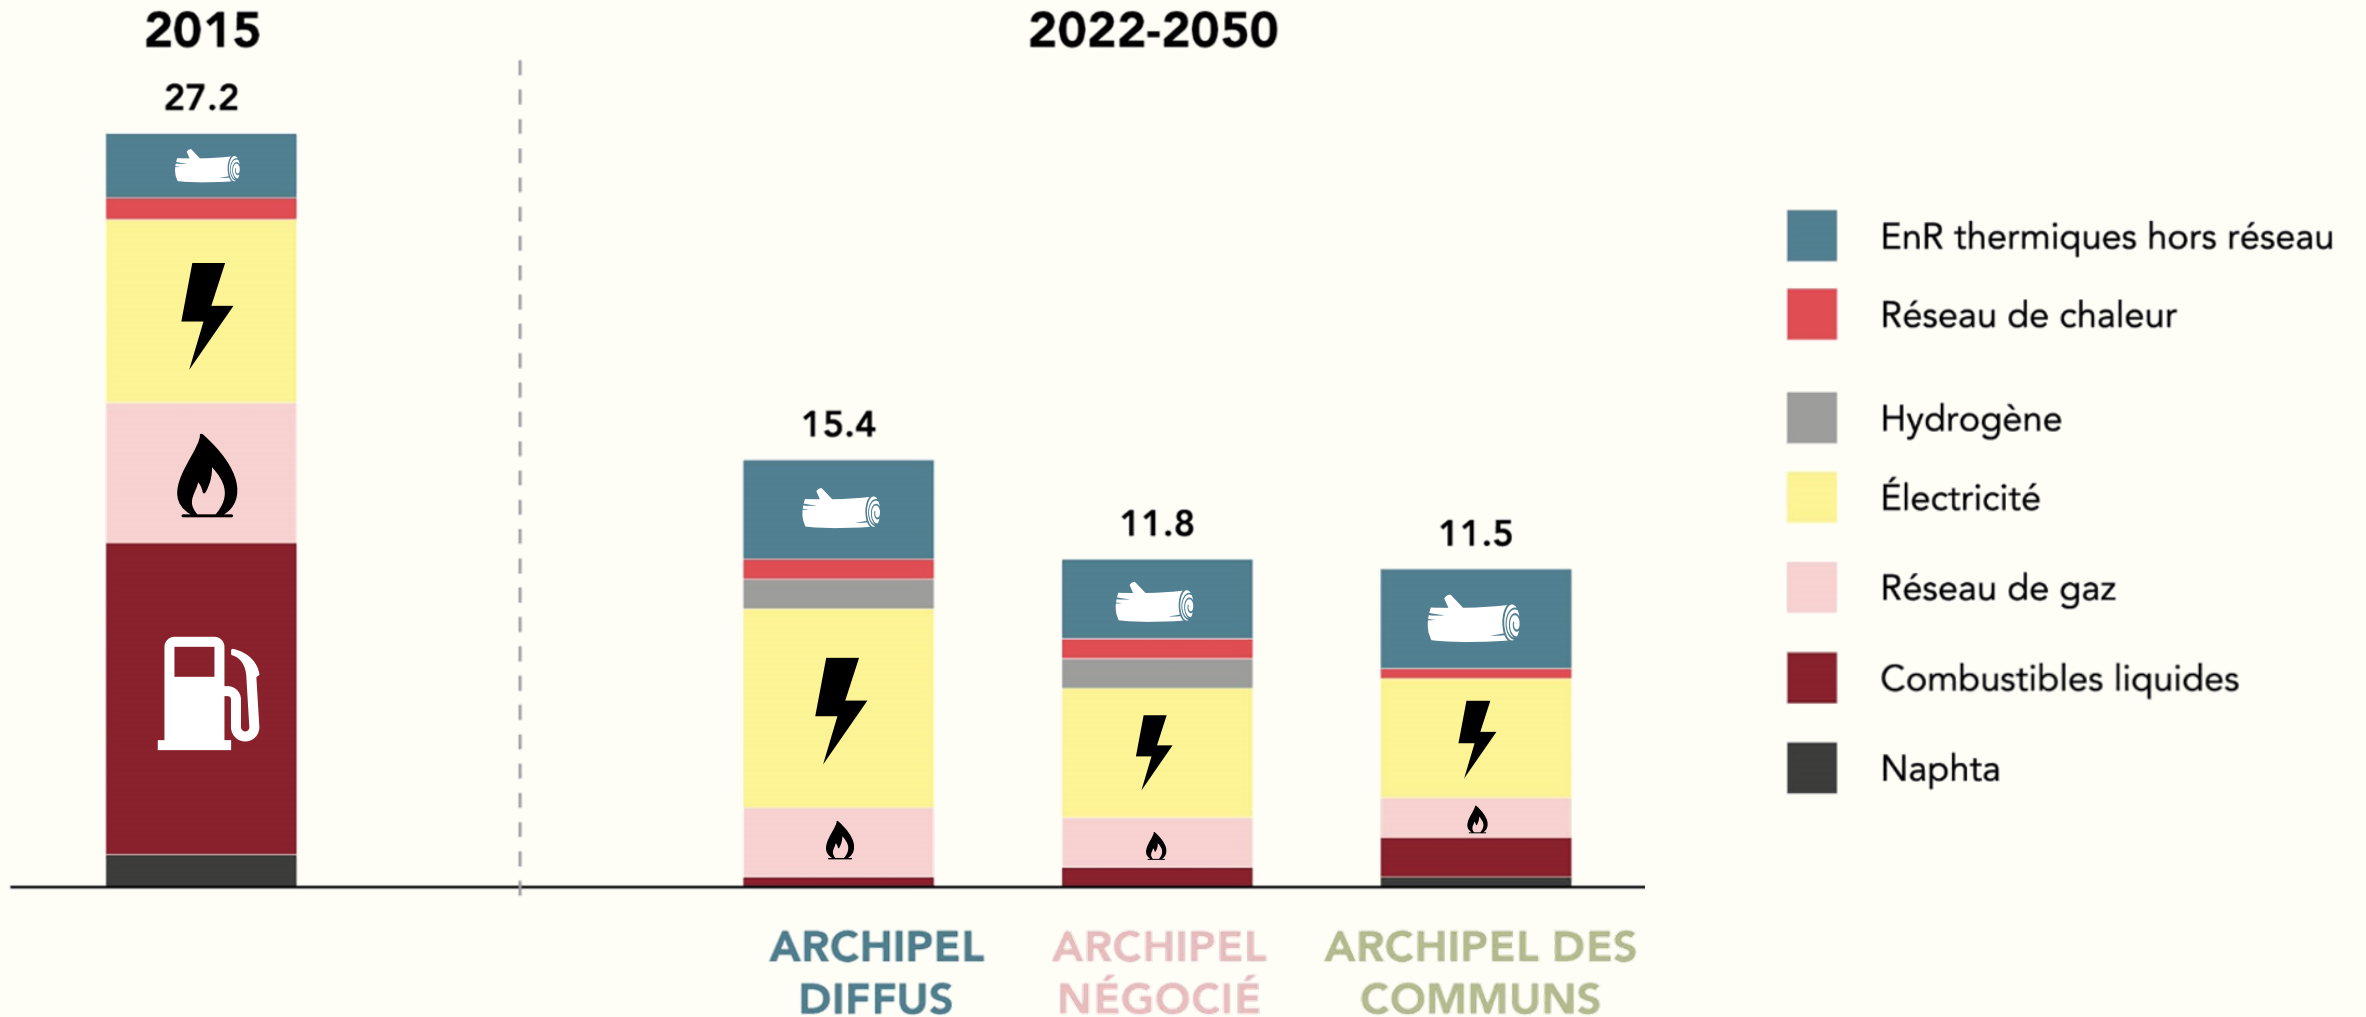 2015
2022-2050
27.2
15.4
11.8
11.5
EnR thermiques hors réseau
Réseau de chaleur
Hydrogène
Électricité
Réseau de gaz
Combustibles liquides
Naphta
ARCHIPEL
DIFFUS
ARCHIPEL
NÉGOCIÉ
ARCHIPEL DES
COMMUNS